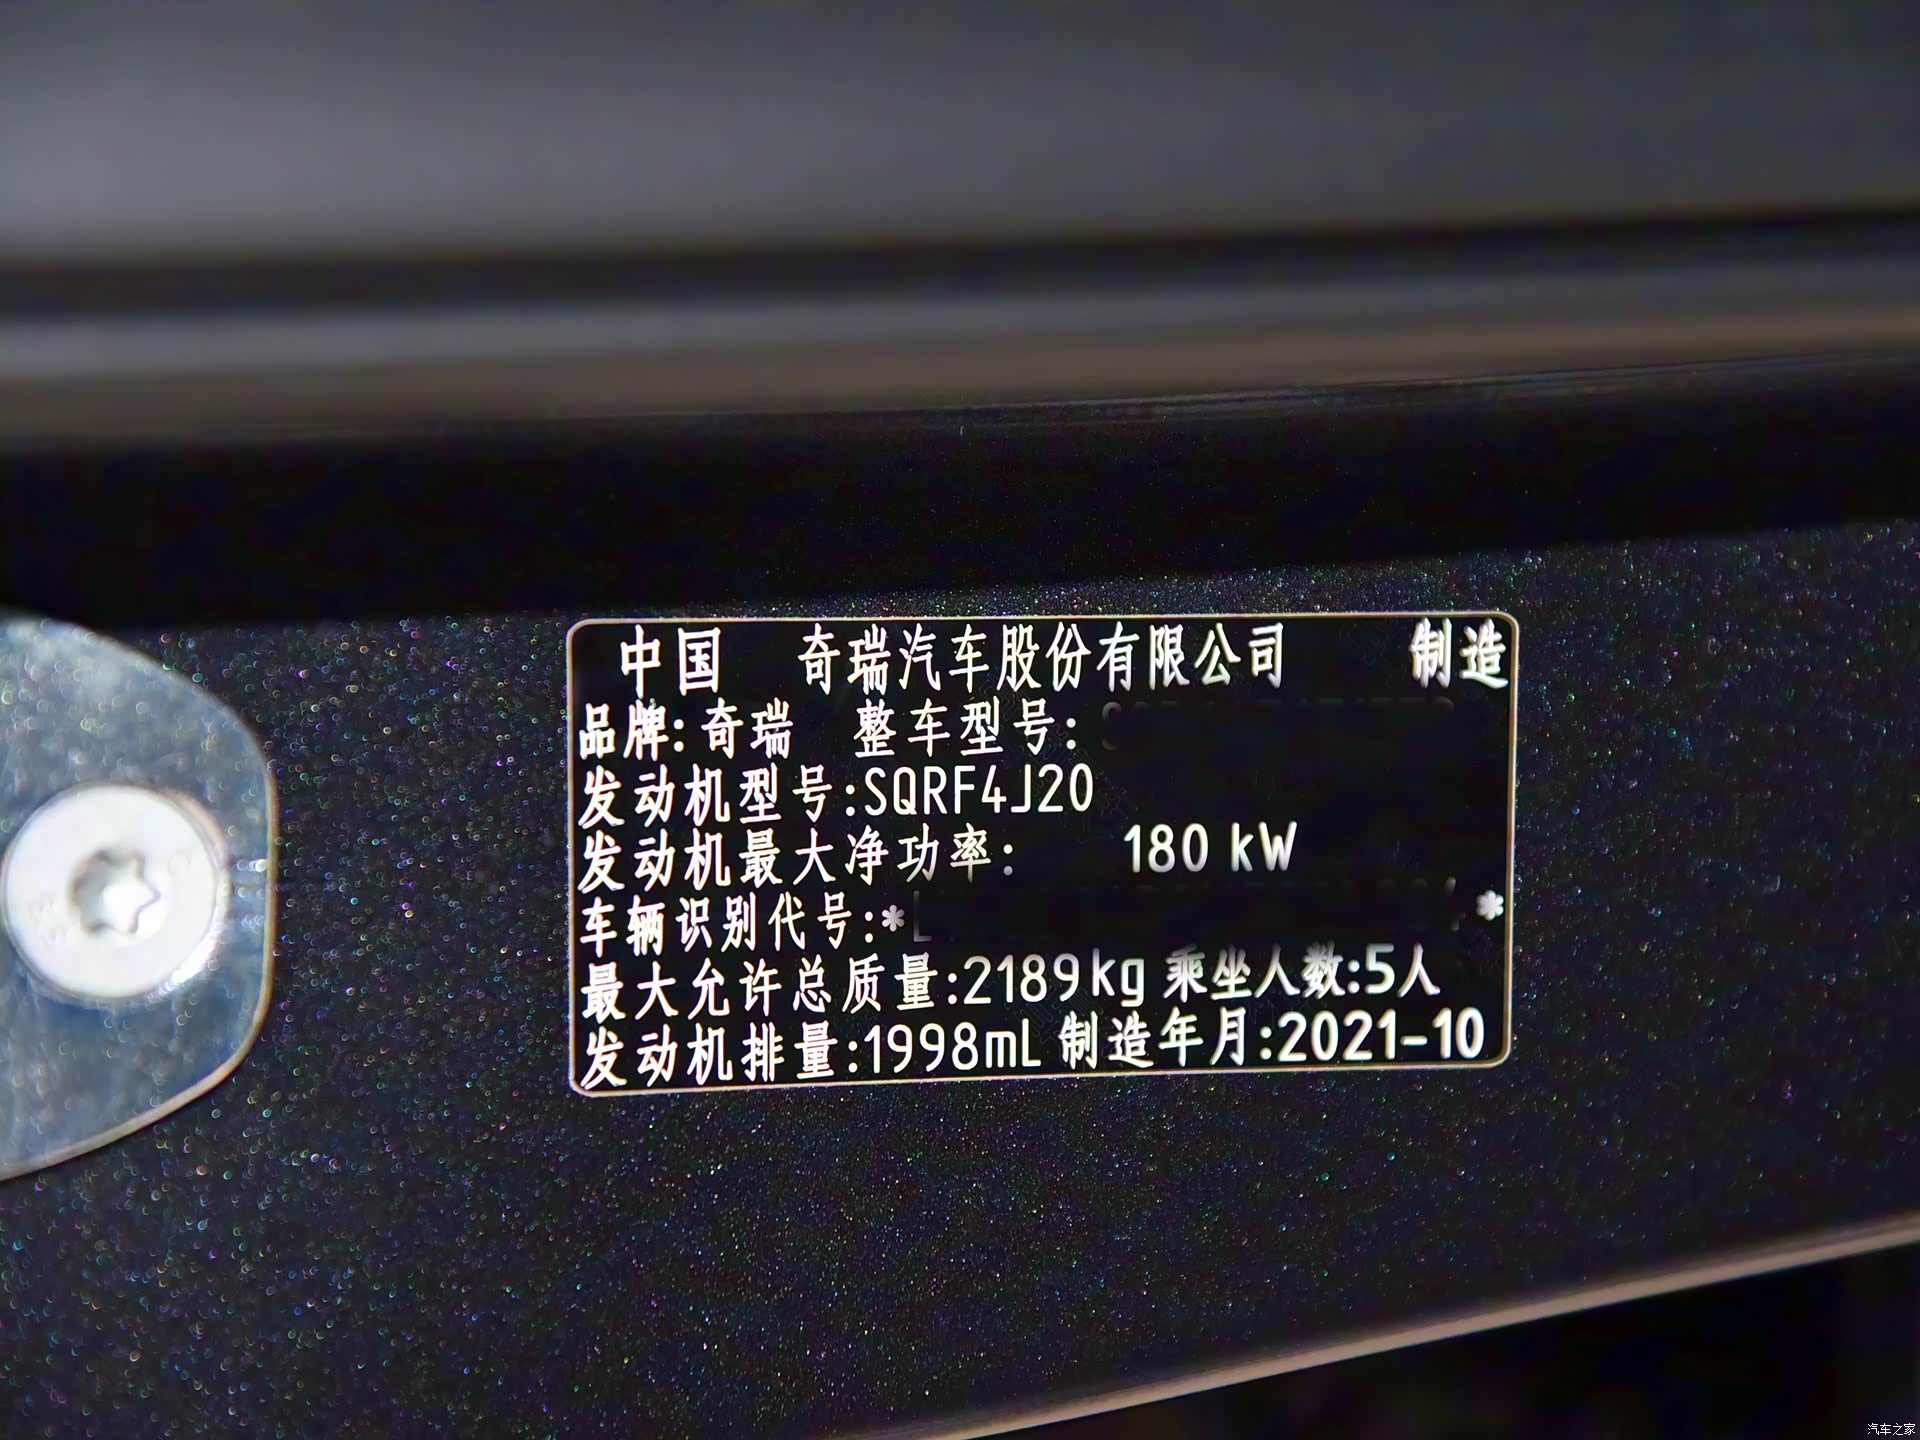 中国 奇瑞汽车股份有限公司 制造
品牌:奇瑞 整车型号:
发动机型号:SQRF4J20
发动机最大净功率: 180 kW
车辆识别代号:*L *
最大允许总质量:2189kg 乘坐人数:5人
发动机排量:1998mL 制造年月:2021-10
汽车之家